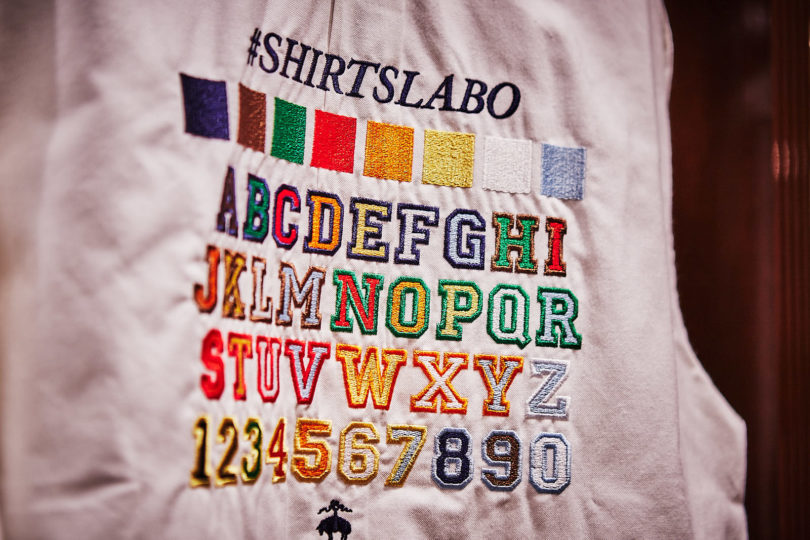 #SHIRTSLABO
ABCDEFGHI
JKLMNOPQR
STUVWXYZ
1234567890